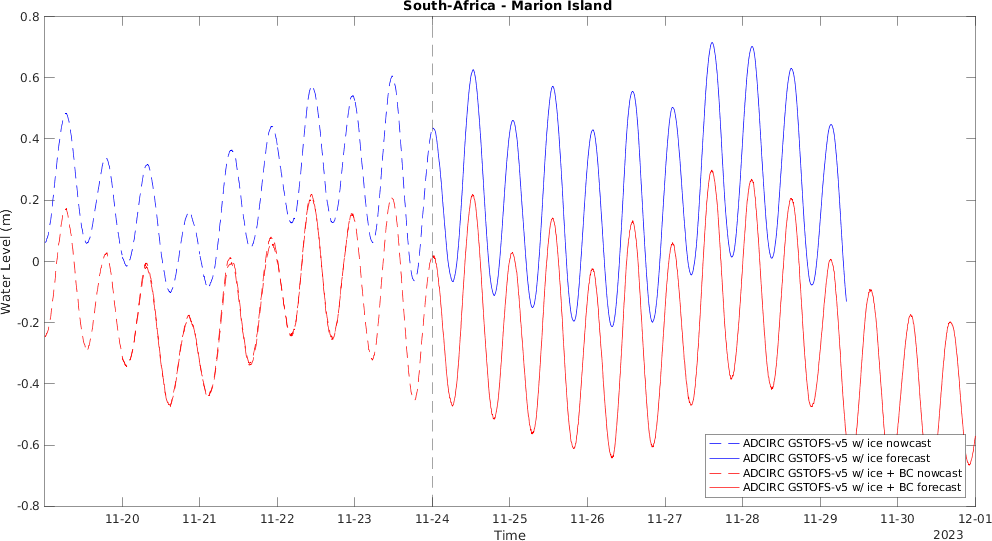 South-Africa - Marion Island
Water Level (m)
0.8
0.6
0.4
0.2
0
-0.2
-0.4
-0.6
-0.8
ADCIRC GSTOFS-v5 w/ ice nowcast
ADCIRC GSTOFS-v5 w/ ice forecast
ADCIRC GSTOFS-v5 w/ ice + BC nowcast
ADCIRC GSTOFS-v5 w/ ice + BC forecast
11-20 11-21 11-22 11-23 11-24 11-25 11-26 11-27 11-28 11-29 11-30 12-01
Time
2023